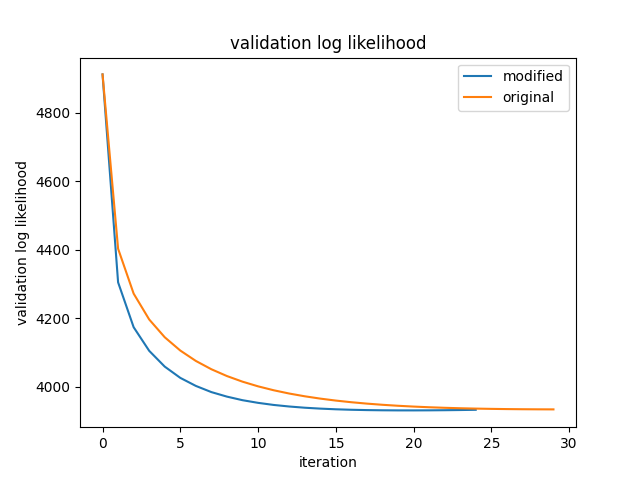 validation log likelihood
modified
original
validation log likelihood
4800
4600
4400
4200
4000
0 5 10 15 20 25 30
iteration